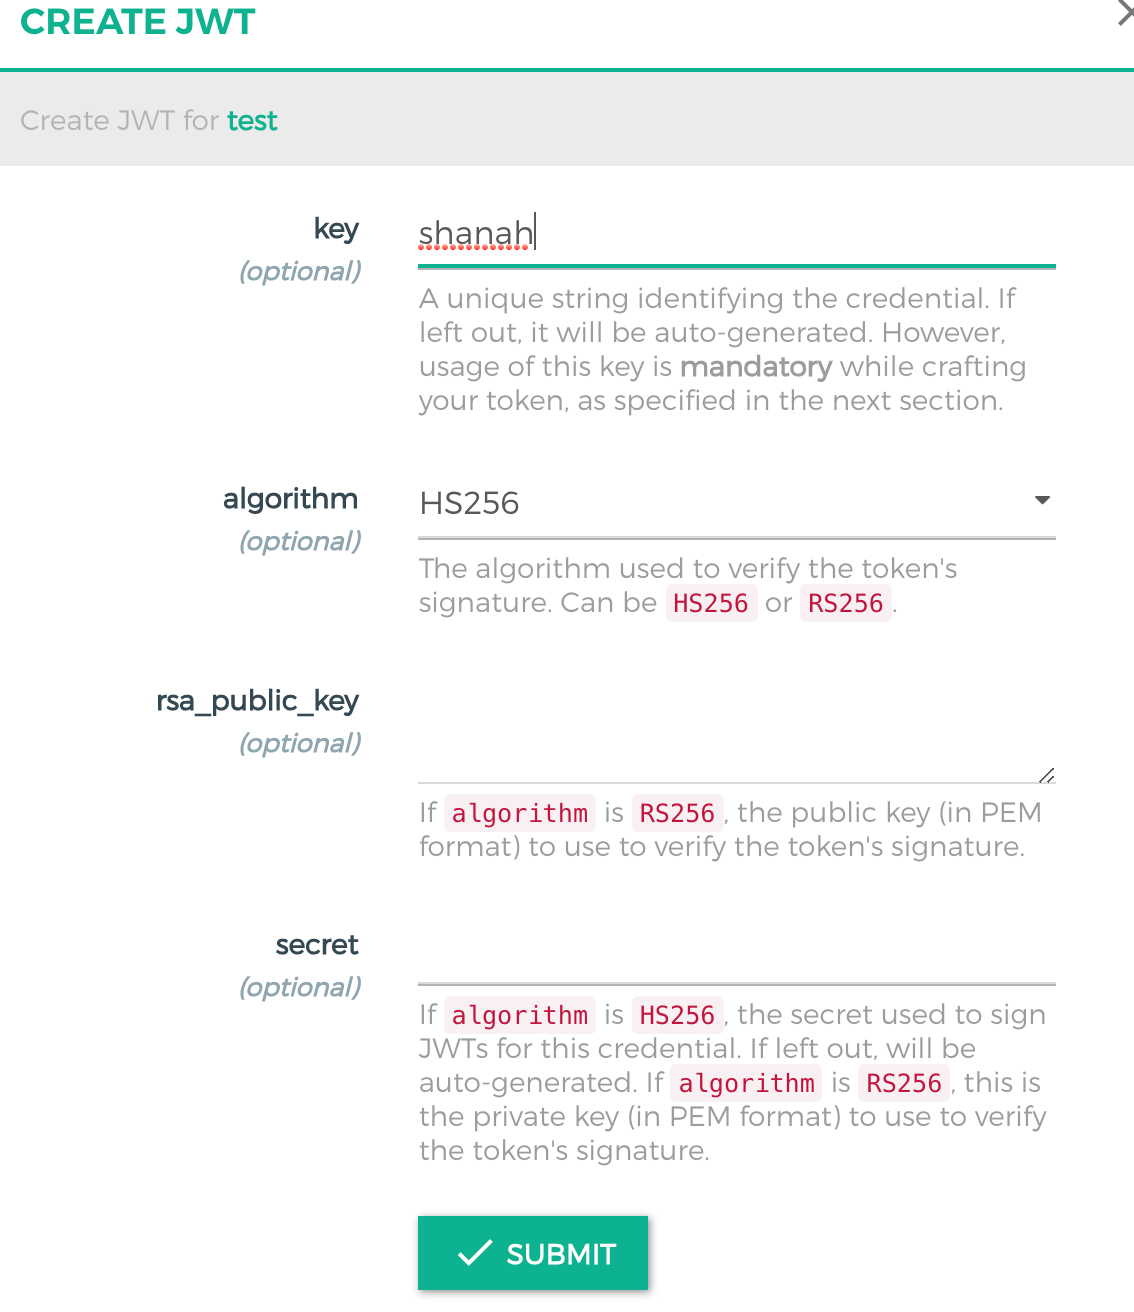 CREATE JWT
Create JWT for test
key
(optional)
shanah
A unique string identifying the credential. If
left out, it will be auto-generated. However,
usage of this key is mandatory while crafting
your token, as specified in the next section.
algorithm
(optional)
HS256
The algorithm used to verify the token's
signature. Can be HS256 or RS256.
rsa_public_key
(optional)
If algorithm is RS256, the public key (in PEM
format) to use to verify the token's signature.
secret
(optional)
If algorithm is HS256, the secret used to sign
JWTs for this credential. If left out, will be
auto-generated. If algorithm is RS256, this is
the private key (in PEM format) to use to verify
the token's signature.
SUBMIT